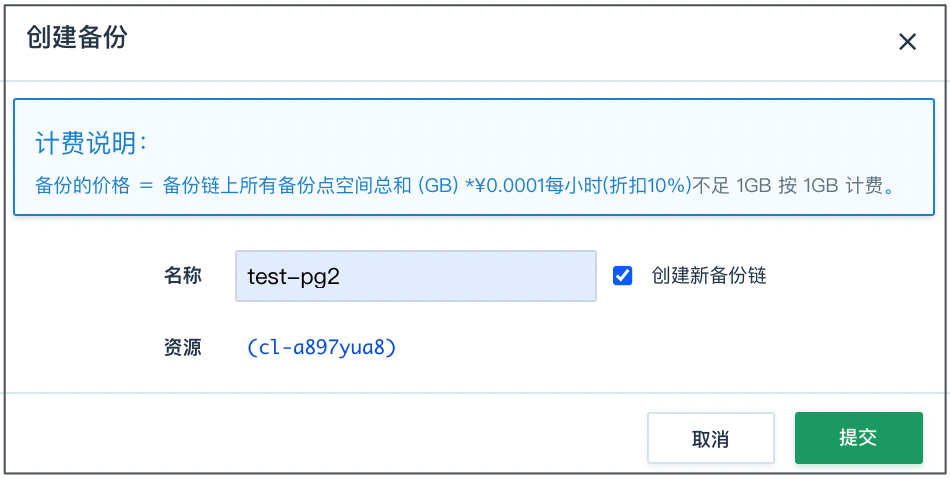 创建备份
计费说明：
备份的价格 = 备份链上所有备份点空间总和 (GB) *¥0.0001每小时(折扣10%)不足 1GB 按 1GB 计费。
名称 test-pg2 创建新备份链
资源 (cl-a897yua8)
取消 提交